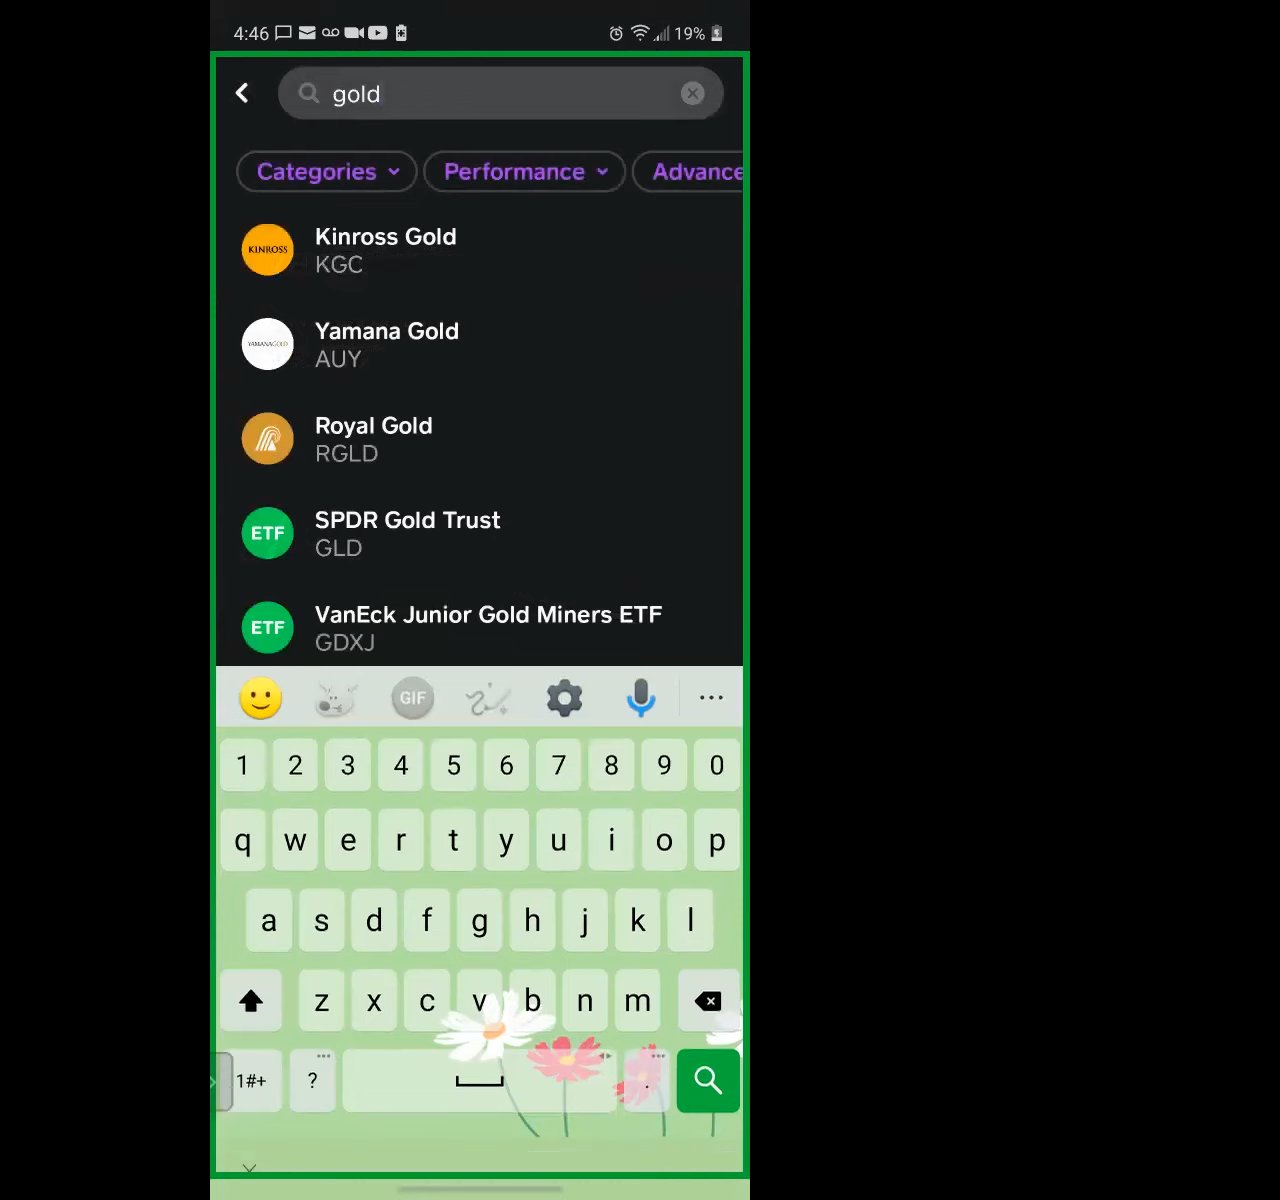 4:46
19%
gold
Categories
Performance
Advance
KINROSS
Kinross Gold
KGC
YAMANAGOLD
Yamana Gold
AUY
Royal Gold
RGLD
ETF
SPDR Gold Trust
GLD
ETF
VanEck Junior Gold Miners ETF
GDXJ
GIF
1 2 3 4 5 6 7 8 9 0
q w e r t y u i o p
a s d f g h j k l
z x c v b n m
1#+ ? .